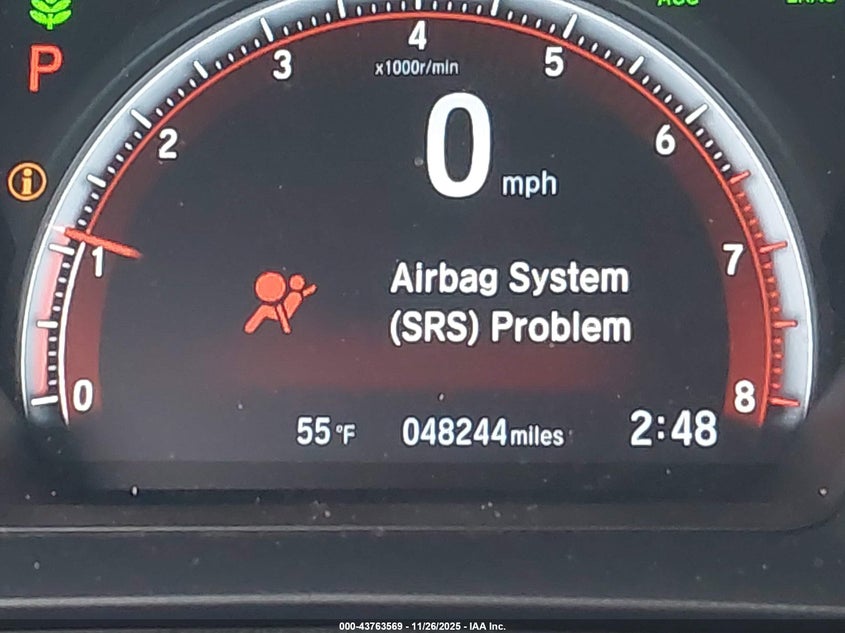 P
4
3
5
x1000r/min
2
6
0 mph
1
7
Airbag System
(SRS) Problem
0
8
55°F 048244 miles 2:48
000-43763569 - 11/26/2025 - IAA Inc.